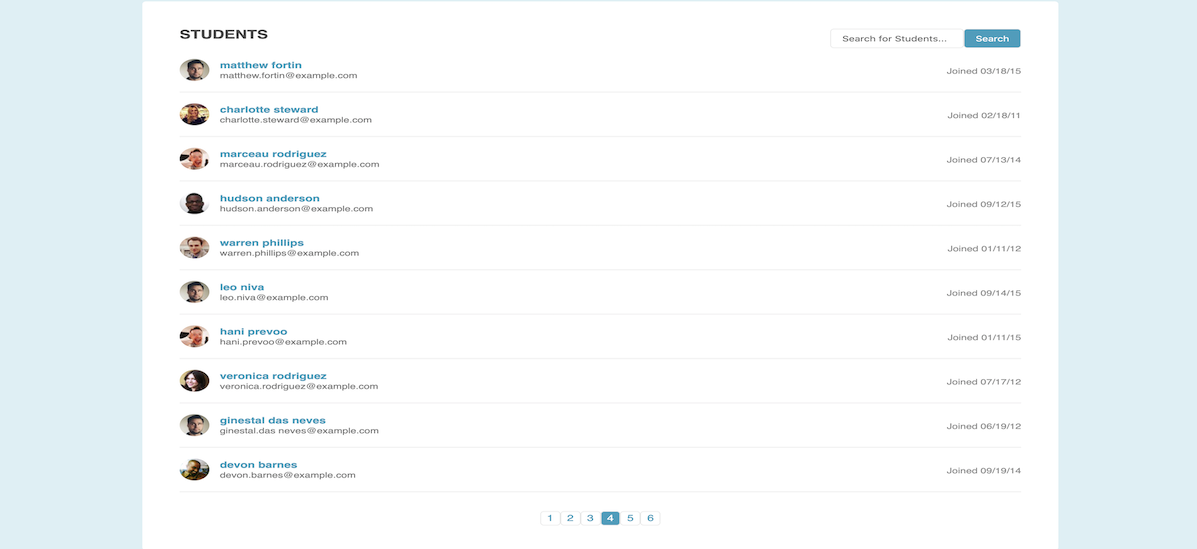 STUDENTS
Search for Students...
Search
matthew fortin
matthew.fortin@example.com
Joined 03/18/15
charlotte steward
charlotte.steward@example.com
Joined 02/18/11
marceau rodriguez
marceau.rodriguez@example.com
Joined 07/13/14
hudson anderson
hudson.anderson@example.com
Joined 09/12/15
warren phillips
warren.phillips@example.com
Joined 01/11/12
leo niva
leo.niva@example.com
Joined 09/14/15
hani prevoo
hani.prevoo@example.com
Joined 01/11/15
veronica rodriguez
veronica.rodriguez@example.com
Joined 07/17/12
ginestal das neves
ginestal.das neves@example.com
Joined 06/19/12
devon barnes
devon.barnes@example.com
Joined 09/19/14
1 2 3 4 5 6